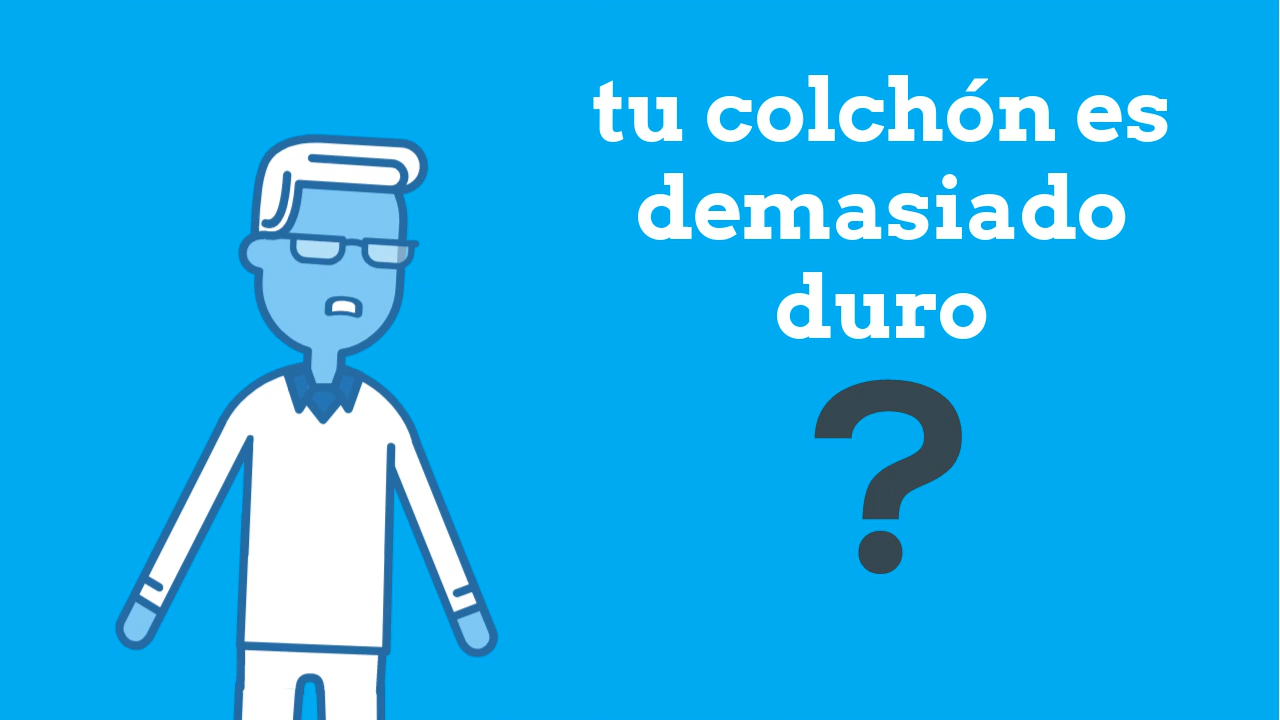 tu colchón es
demasiado
duro
?